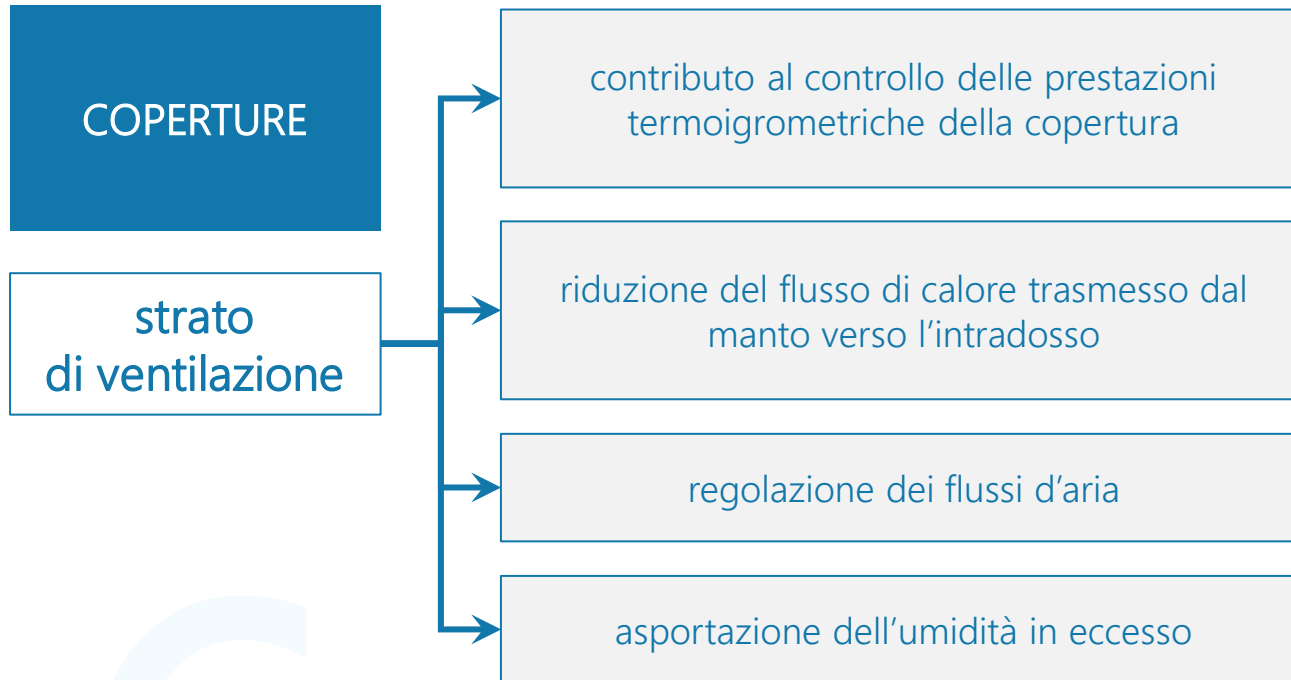 COPERTURE
strato
di ventilazione
contributo al controllo delle prestazioni
termoigrometriche della copertura
riduzione del flusso di calore trasmesso dal
manto verso l’intradosso
regolazione dei flussi d’aria
asportazione dell’umidità in eccesso